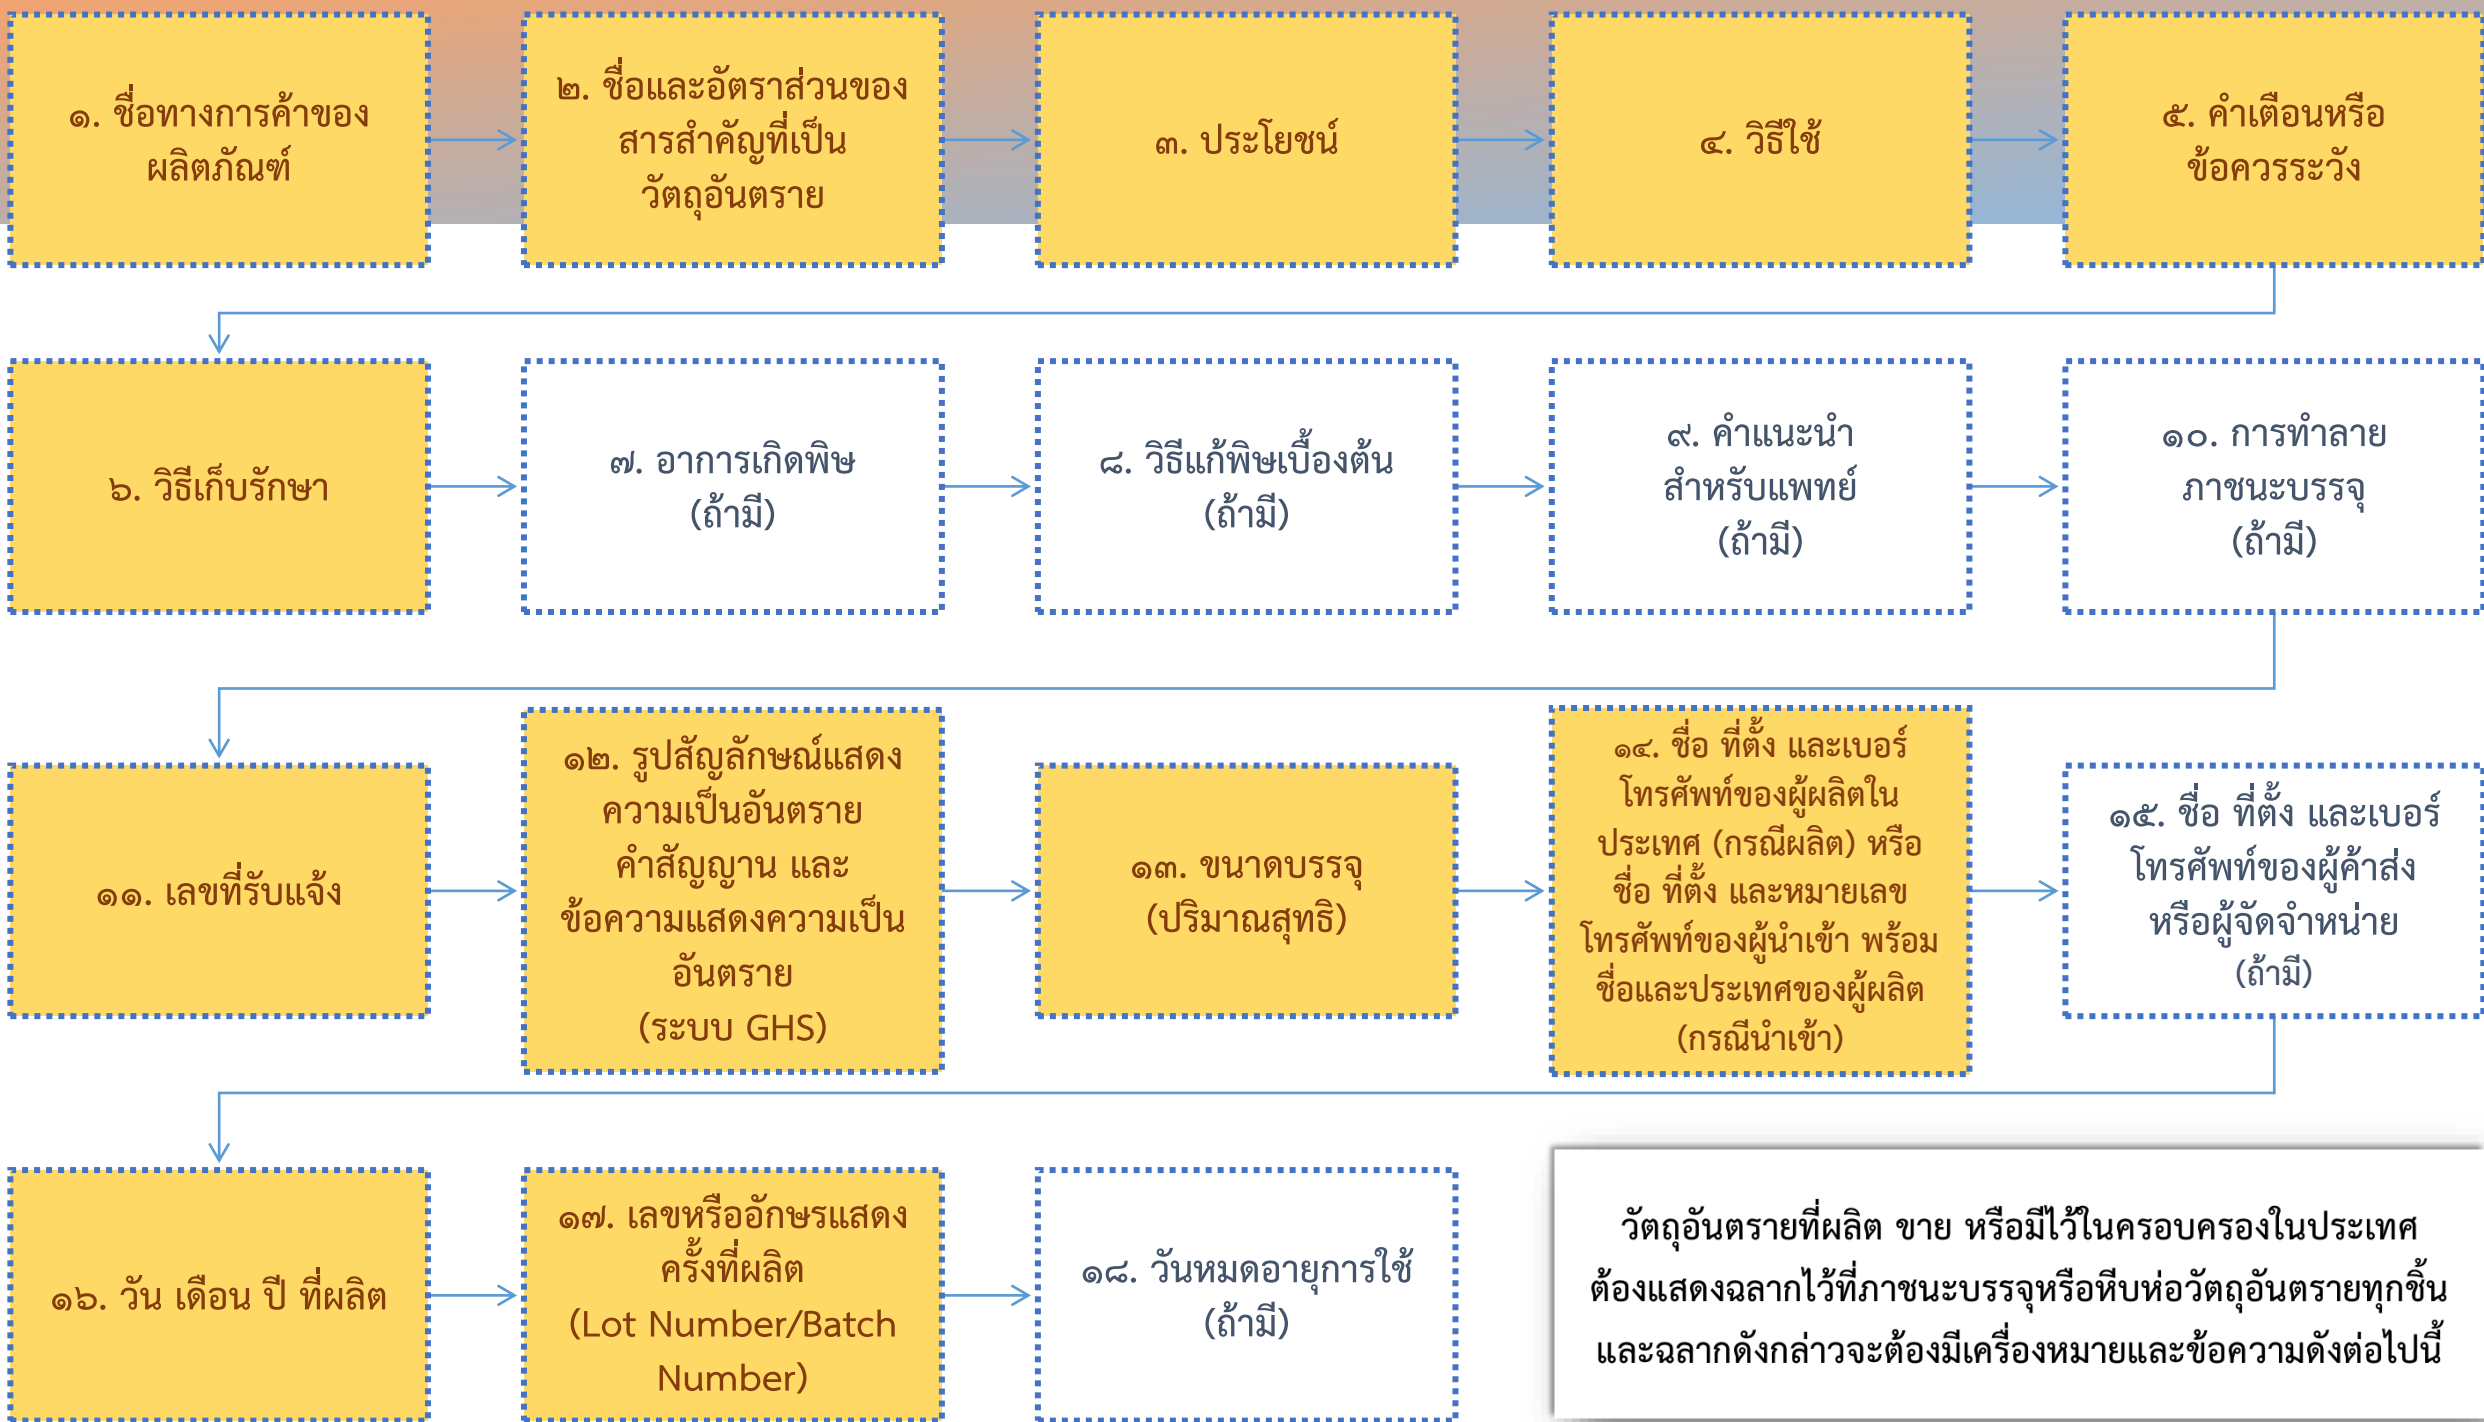 ๑. ชื่อทางการค้าของ
ผลิตภัณฑ์
๒. ชื่อและอัตราส่วนของ
สารสำคัญที่เป็น
วัตถุอันตราย
๓. ประโยชน์
๔. วิธีใช้
๕. คำเตือนหรือ
ข้อควรระวัง
๖. วิธีเก็บรักษา
๗. อาการเกิดพิษ
(ถ้ามี)
๘. วิธีแก้พิษเบื้องต้น
(ถ้ามี)
๙. คำแนะนำ
สำหรับแพทย์
(ถ้ามี)
๑๐. การทำลาย
ภาชนะบรรจุ
(ถ้ามี)
๑๑. เลขที่รับแจ้ง
๑๒. รูปสัญลักษณ์แสดง
ความเป็นอันตราย
คำสัญญาน และ
ข้อความแสดงความเป็น
อันตราย
(ระบบ GHS)
๑๓. ขนาดบรรจุ
(ปริมาณสุทธิ)
๑๔. ชื่อ ที่ตั้ง และเบอร์
โทรศัพท์ของผู้ผลิตใน
ประเทศ (กรณีผลิต) หรือ
ชื่อ ที่ตั้ง และหมายเลข
โทรศัพท์ของผู้นำเข้า พร้อม
ชื่อและประเทศของผู้ผลิต
(กรณีนำเข้า)
๑๕. ชื่อ ที่ตั้ง และเบอร์
โทรศัพท์ของผู้ค้าส่ง
หรือผู้จัดจำหน่าย
(ถ้ามี)
๑๖. วัน เดือน ปี ที่ผลิต
๑๗. เลขหรืออักษรแสดง
ครั้งที่ผลิต
(Lot Number/Batch
Number)
๑๘. วันหมดอายุการใช้
(ถ้ามี)
วัตถุอันตรายที่ผลิต ขาย หรือมีไว้ในครอบครองในประเทศ
ต้องแสดงฉลากไว้ที่ภาชนะบรรจุหรือหีบห่อวัตถุอันตรายทุกชิ้น
และฉลากดังกล่าวจะต้องมีเครื่องหมายและข้อความดังต่อไปนี้